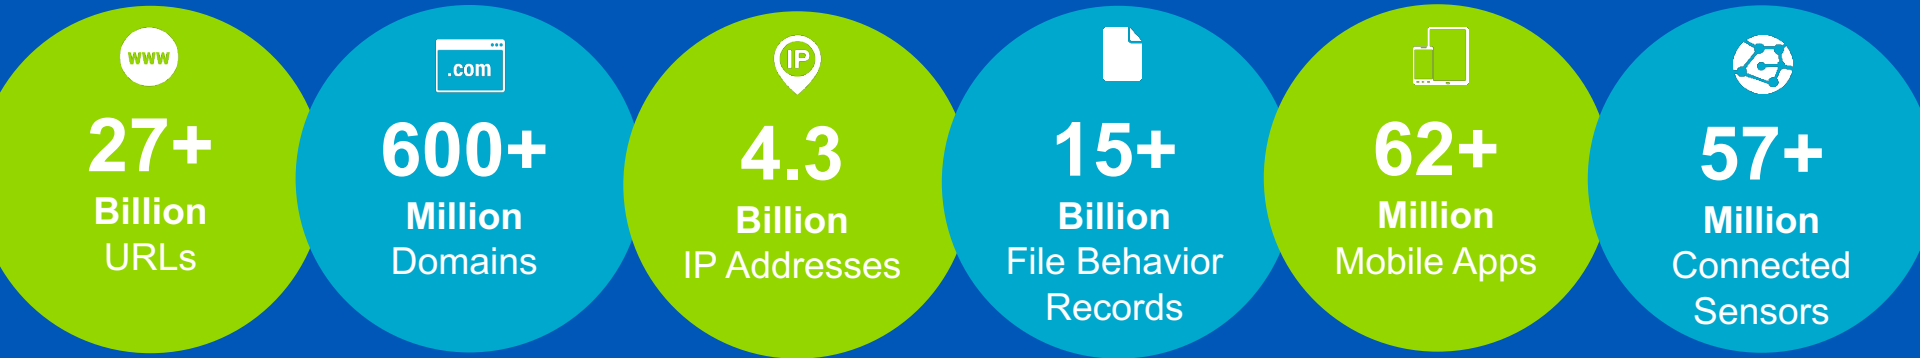 www
27+
Billion
URLs
.com
600+
Million
Domains
IP
4.3
Billion
IP Addresses
15+
Billion
File Behavior
Records
62+
Million
Mobile Apps
57+
Million
Connected
Sensors